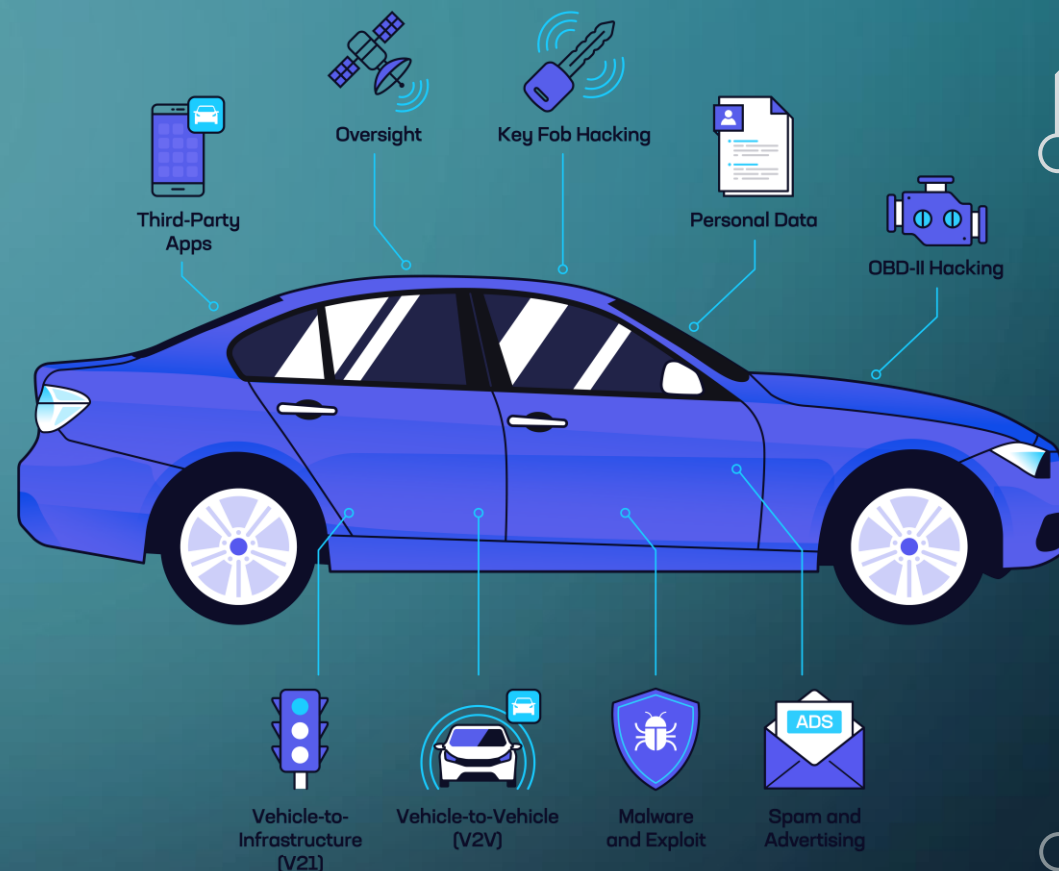 Oversight
Key Fob Hacking
Third-Party
Apps
Personal Data
OBD-II Hacking
ADS
Vehicle-to-
Infrastructure
(V21)
Vehicle-to-Vehicle
(V2V)
Malware
and Exploit
Spam and
Advertising